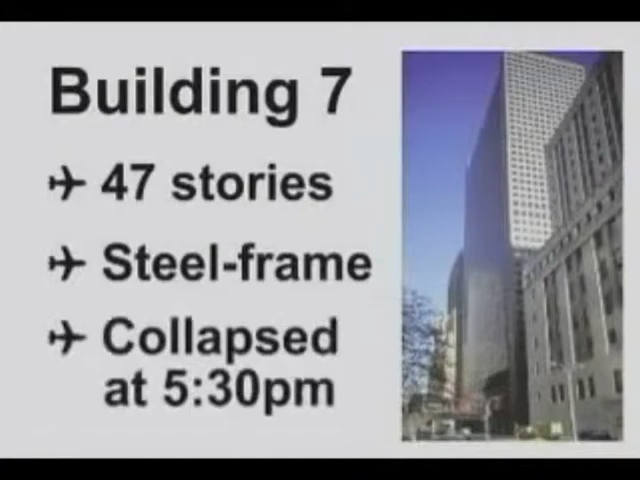 Building 7
47 stories
Steel-frame
Collapsed
at 5:30pm